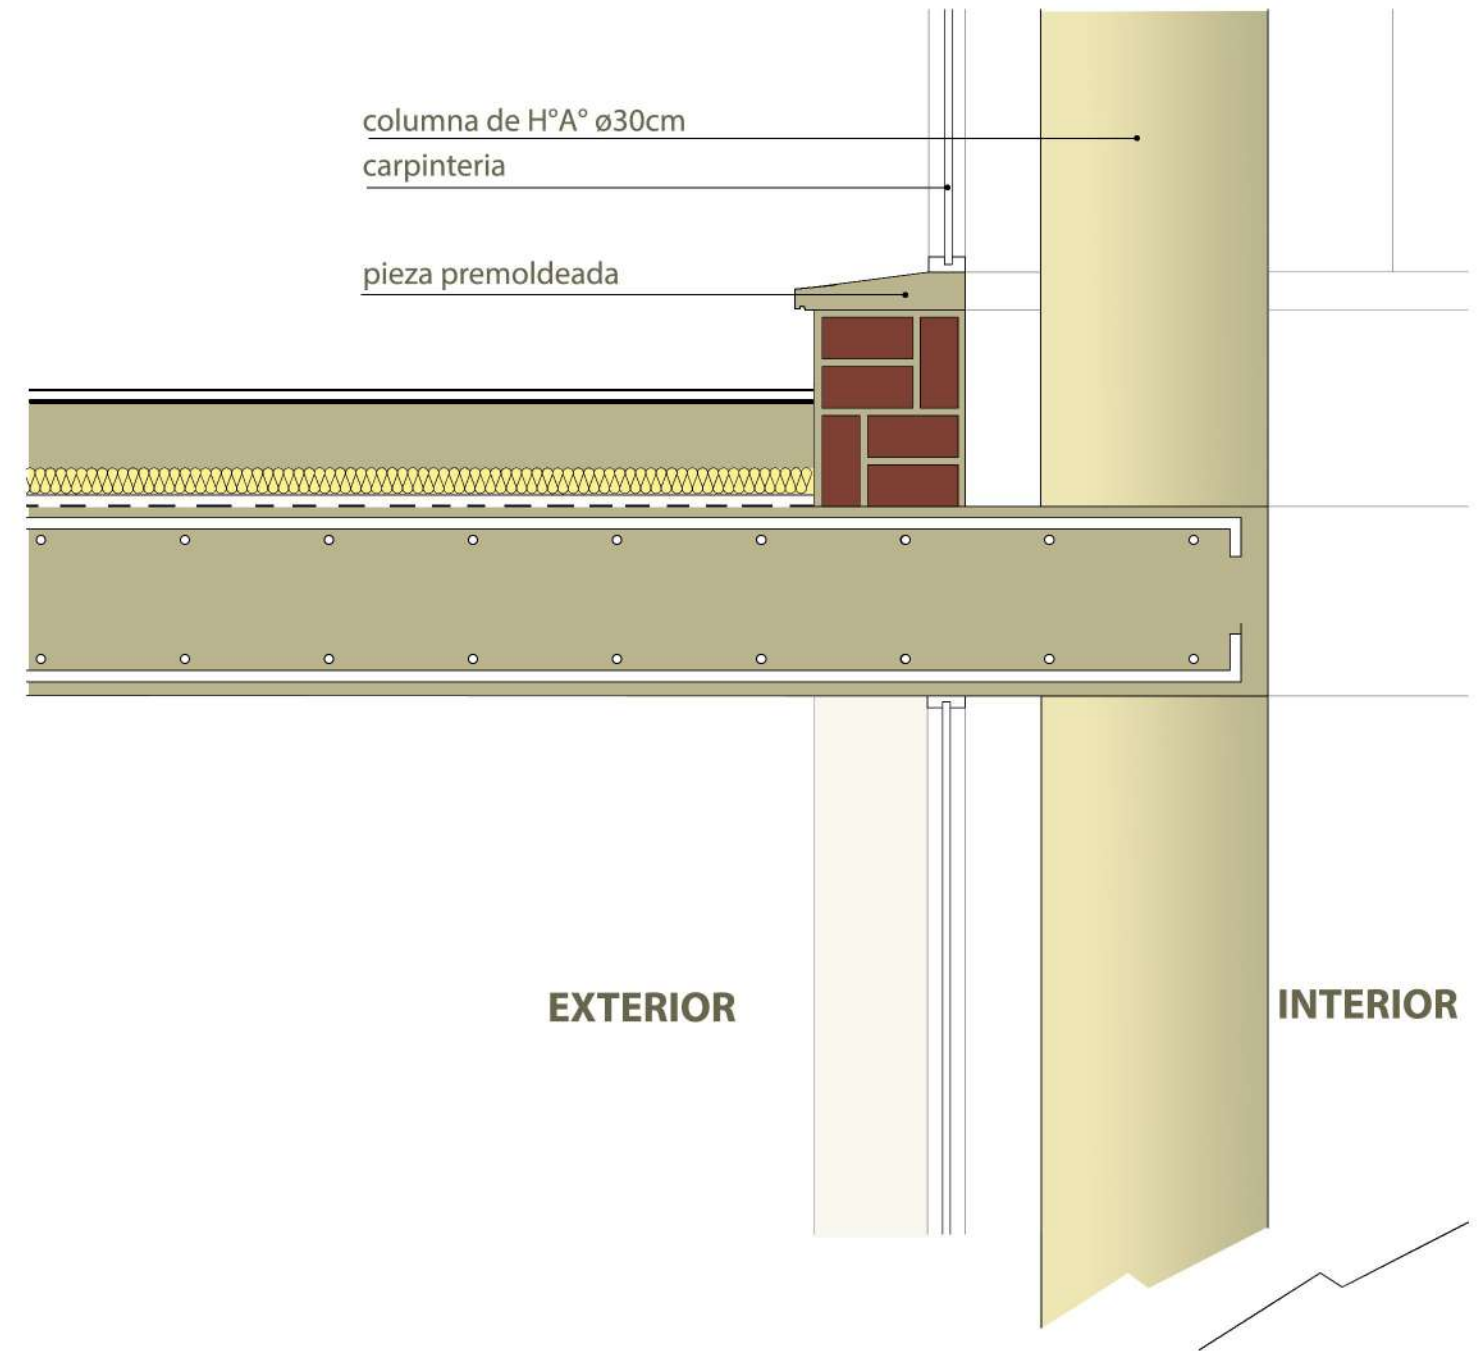 columna de H°A° ø30cm
carpinteria
pieza premoldeada
EXTERIOR
INTERIOR